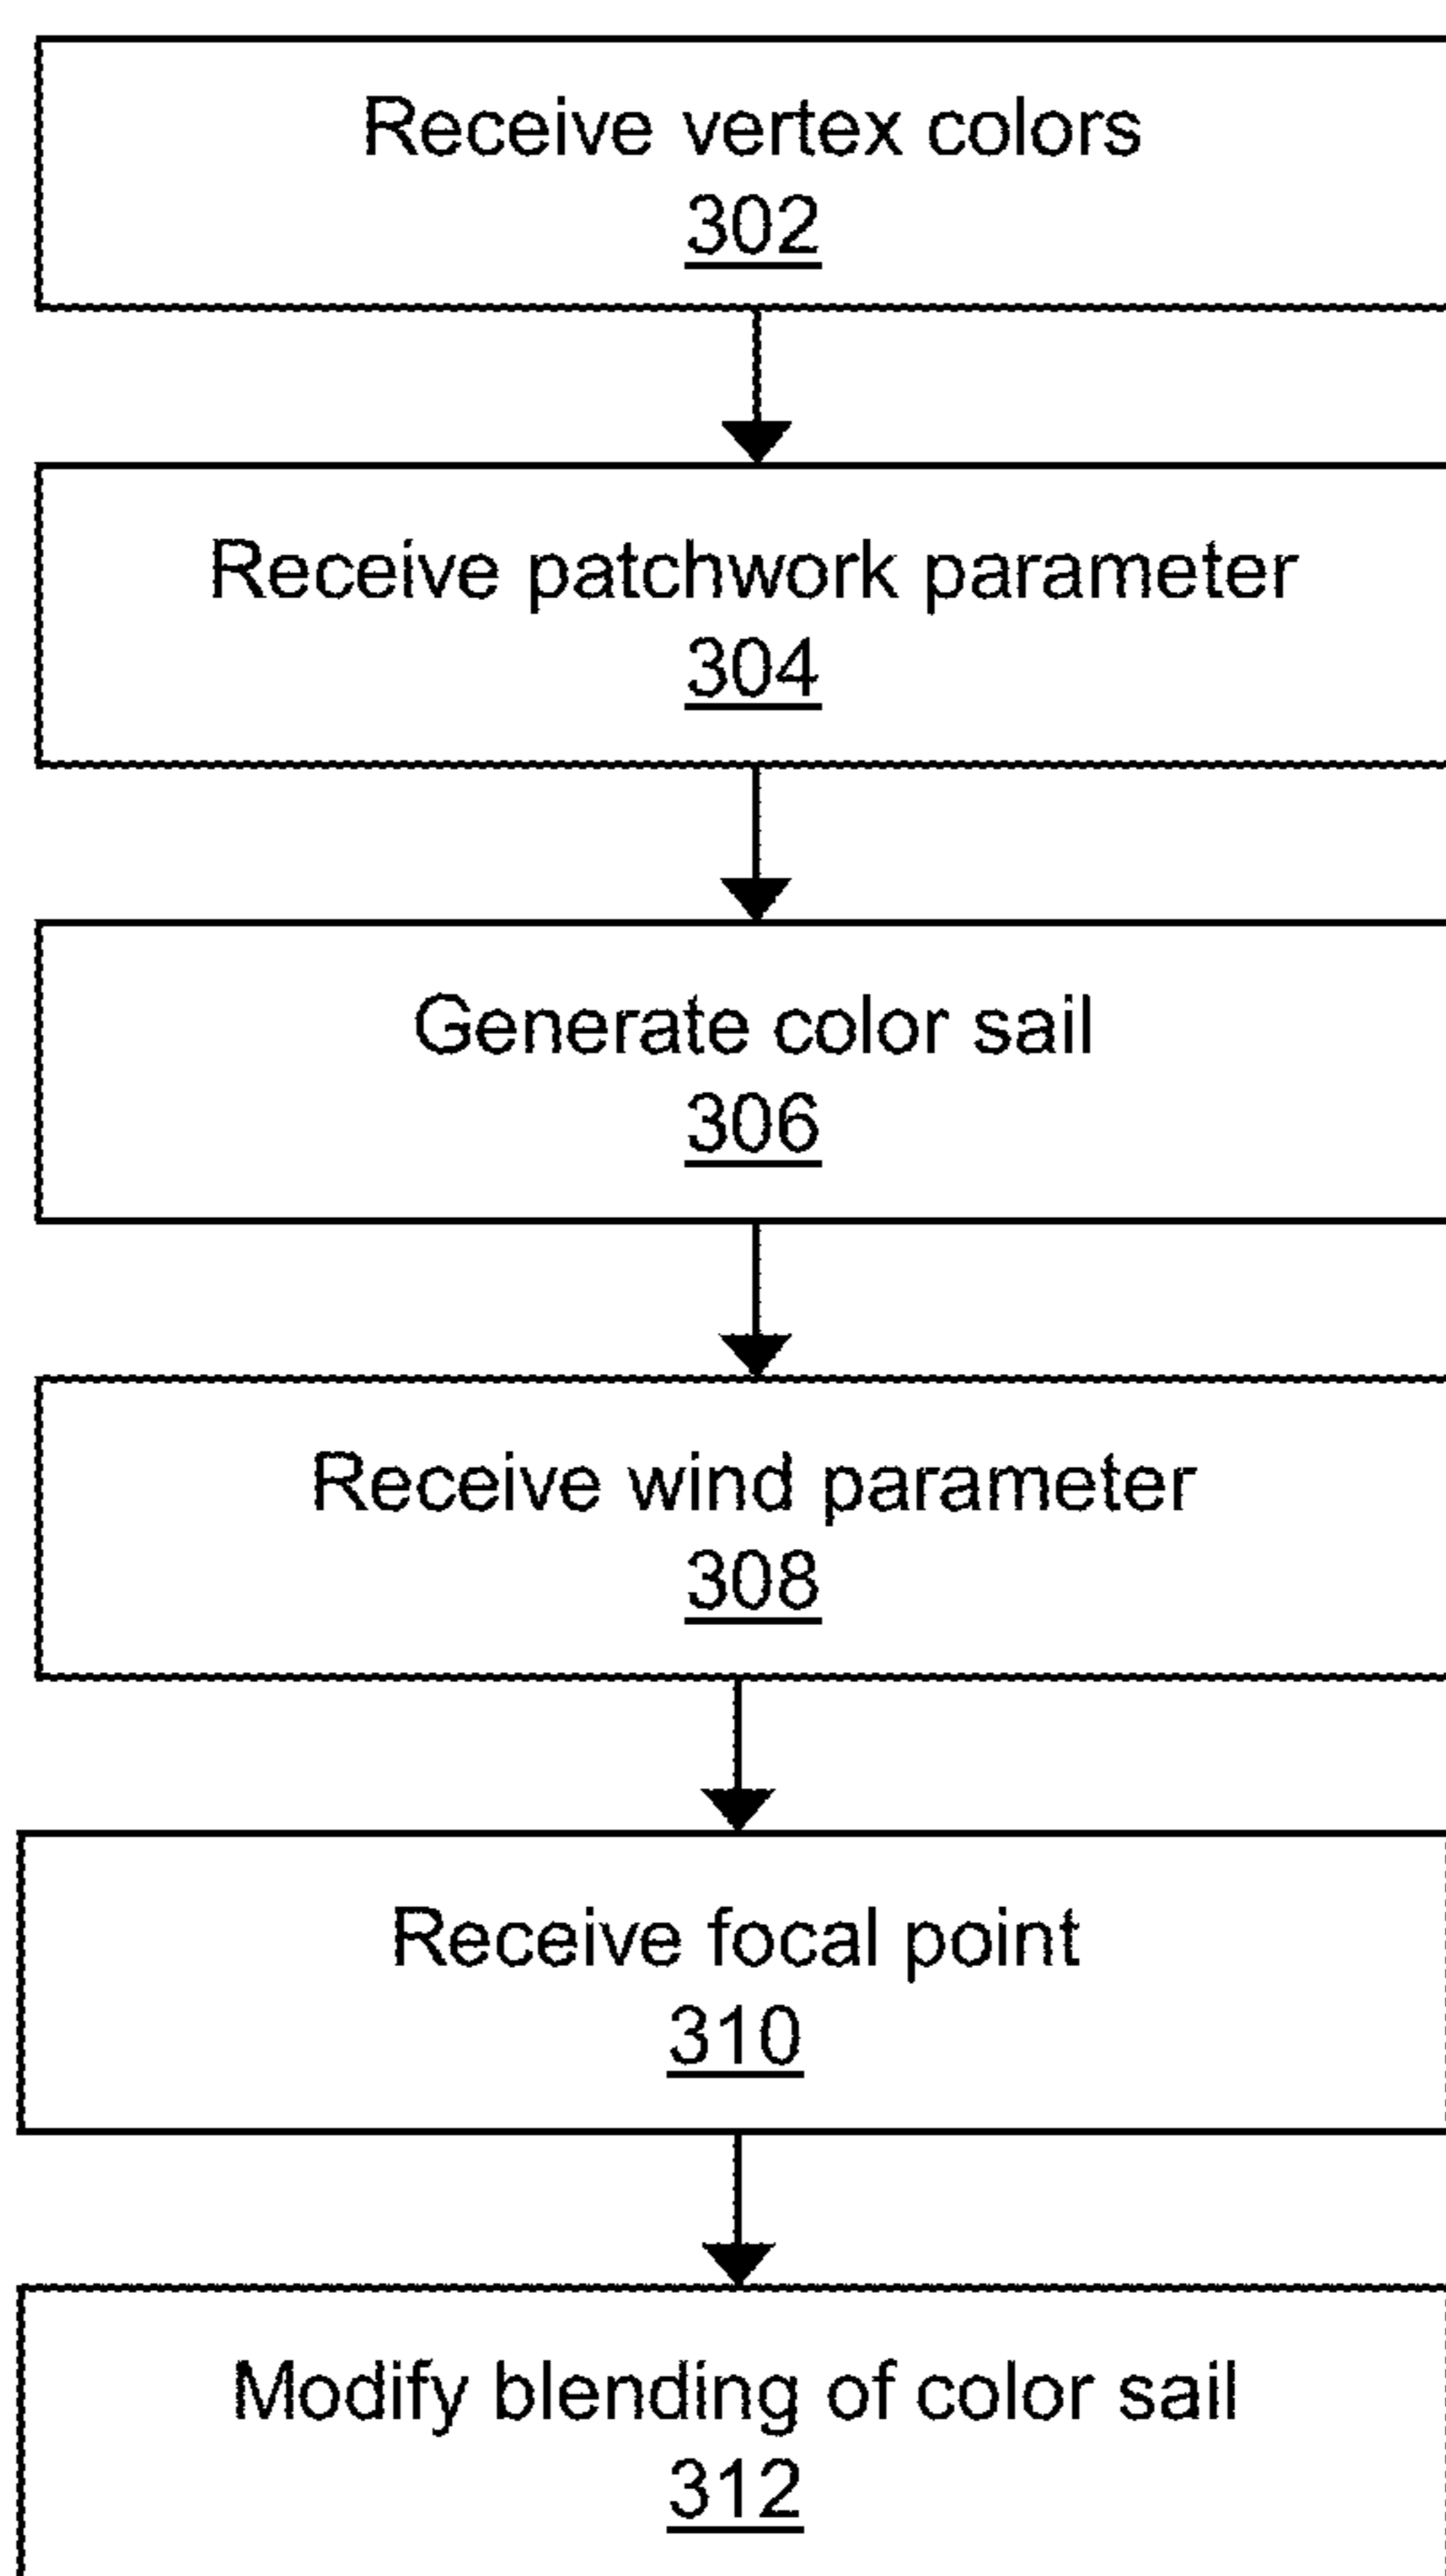 Receive vertex colors
302
Receive patchwork parameter
304
Generate color sail
306
Receive wind parameter
308
Receive focal point
310
Modify blending of color sail
312